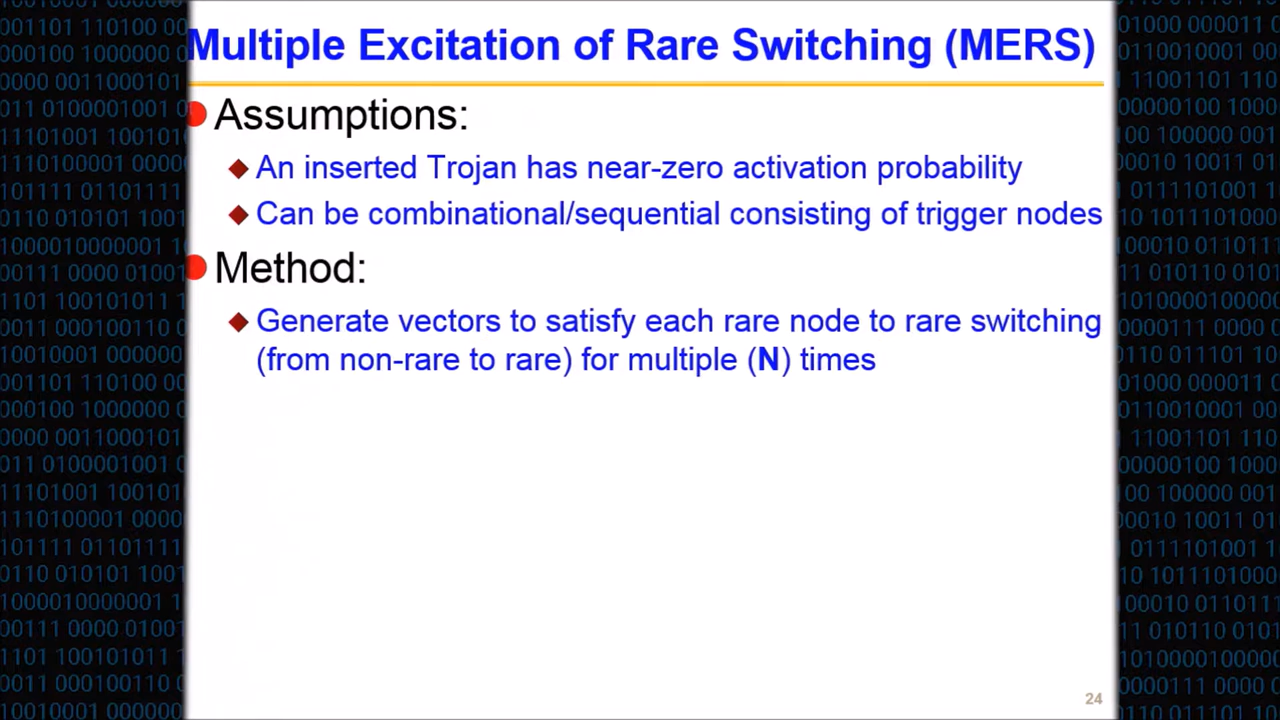 Multiple Excitation of Rare Switching (MERS)
Assumptions:
An inserted Trojan has near-zero activation probability
Can be combinational/sequential consisting of trigger nodes
Method:
Generate vectors to satisfy each rare node to rare switching
(from non-rare to rare) for multiple (N) times
24